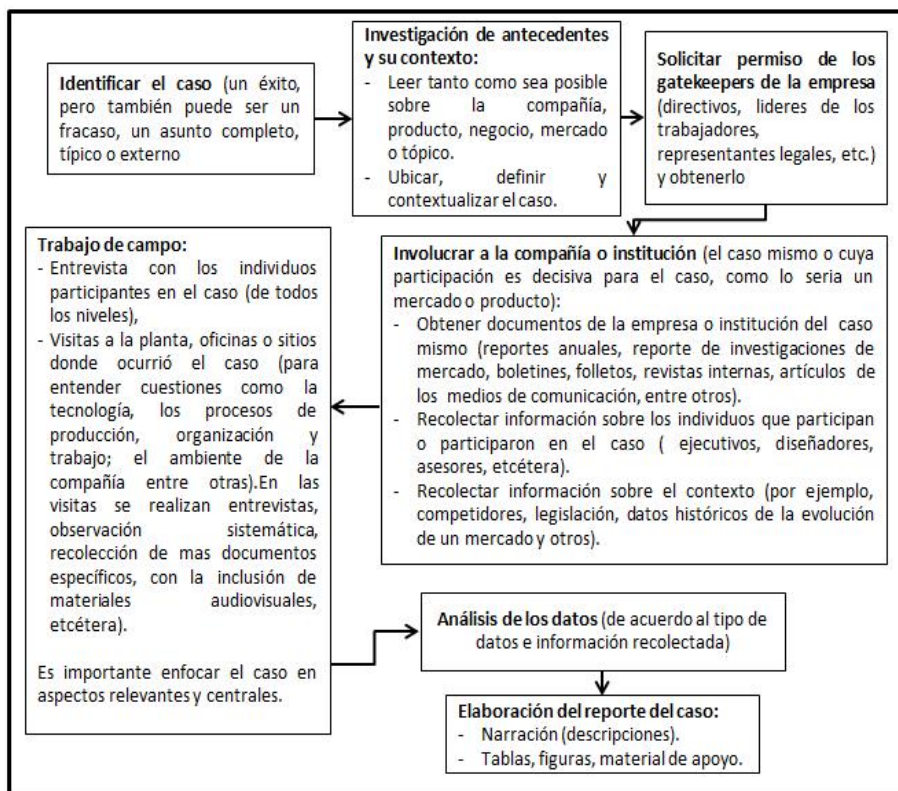 Identificar el caso (un éxito,
pero también puede ser un
fracaso, un asunto completo,
típico o externo
Investigación de antecedentes
y su contexto:
- Leer tanto como sea posible
sobre la compañía,
producto, negocio, mercado
o tópico.
- Ubicar, definir y
contextualizar el caso.
Solicitar permiso de los
gatekeepers de la empresa
(directivos, lideres de los
trabajadores,
representantes legales, etc.)
y obtenerlo
Involucrar a la compañía o institución (el caso mismo o cuya
participación es decisiva para el caso, como lo seria un
mercado o producto):
- Obtener documentos de la empresa o institución del caso
mismo (reportes anuales, reporte de investigaciones de
mercado, boletines, folletos, revistas internas, artículos de
los medios de comunicación, entre otros).
- Recolectar información sobre los individuos que participan
o participaron en el caso ( ejecutivos, diseñadores,
asesores, etcétera).
- Recolectar información sobre el contexto (por ejemplo,
competidores, legislación, datos históricos de la evolución
de un mercado y otros).
Trabajo de campo:
- Entrevista con los individuos
participantes en el caso (de todos
los niveles),
- Visitas a la planta, oficinas o sitios
donde ocurrió el caso (para
entender cuestiones como la
tecnología, los procesos de
producción, organización y
trabajo; el ambiente de la
compañía entre otras).En las
visitas se realizan entrevistas,
observación sistemática,
recolección de mas documentos
específicos, con la inclusión de
materiales audiovisuales,
etcétera).
Es importante enfocar el caso en
aspectos relevantes y centrales.
Análisis de los datos (de acuerdo al tipo de
datos e información recolectada)
Elaboración del reporte del caso:
- Narración (descripciones).
- Tablas, figuras, material de apoyo.